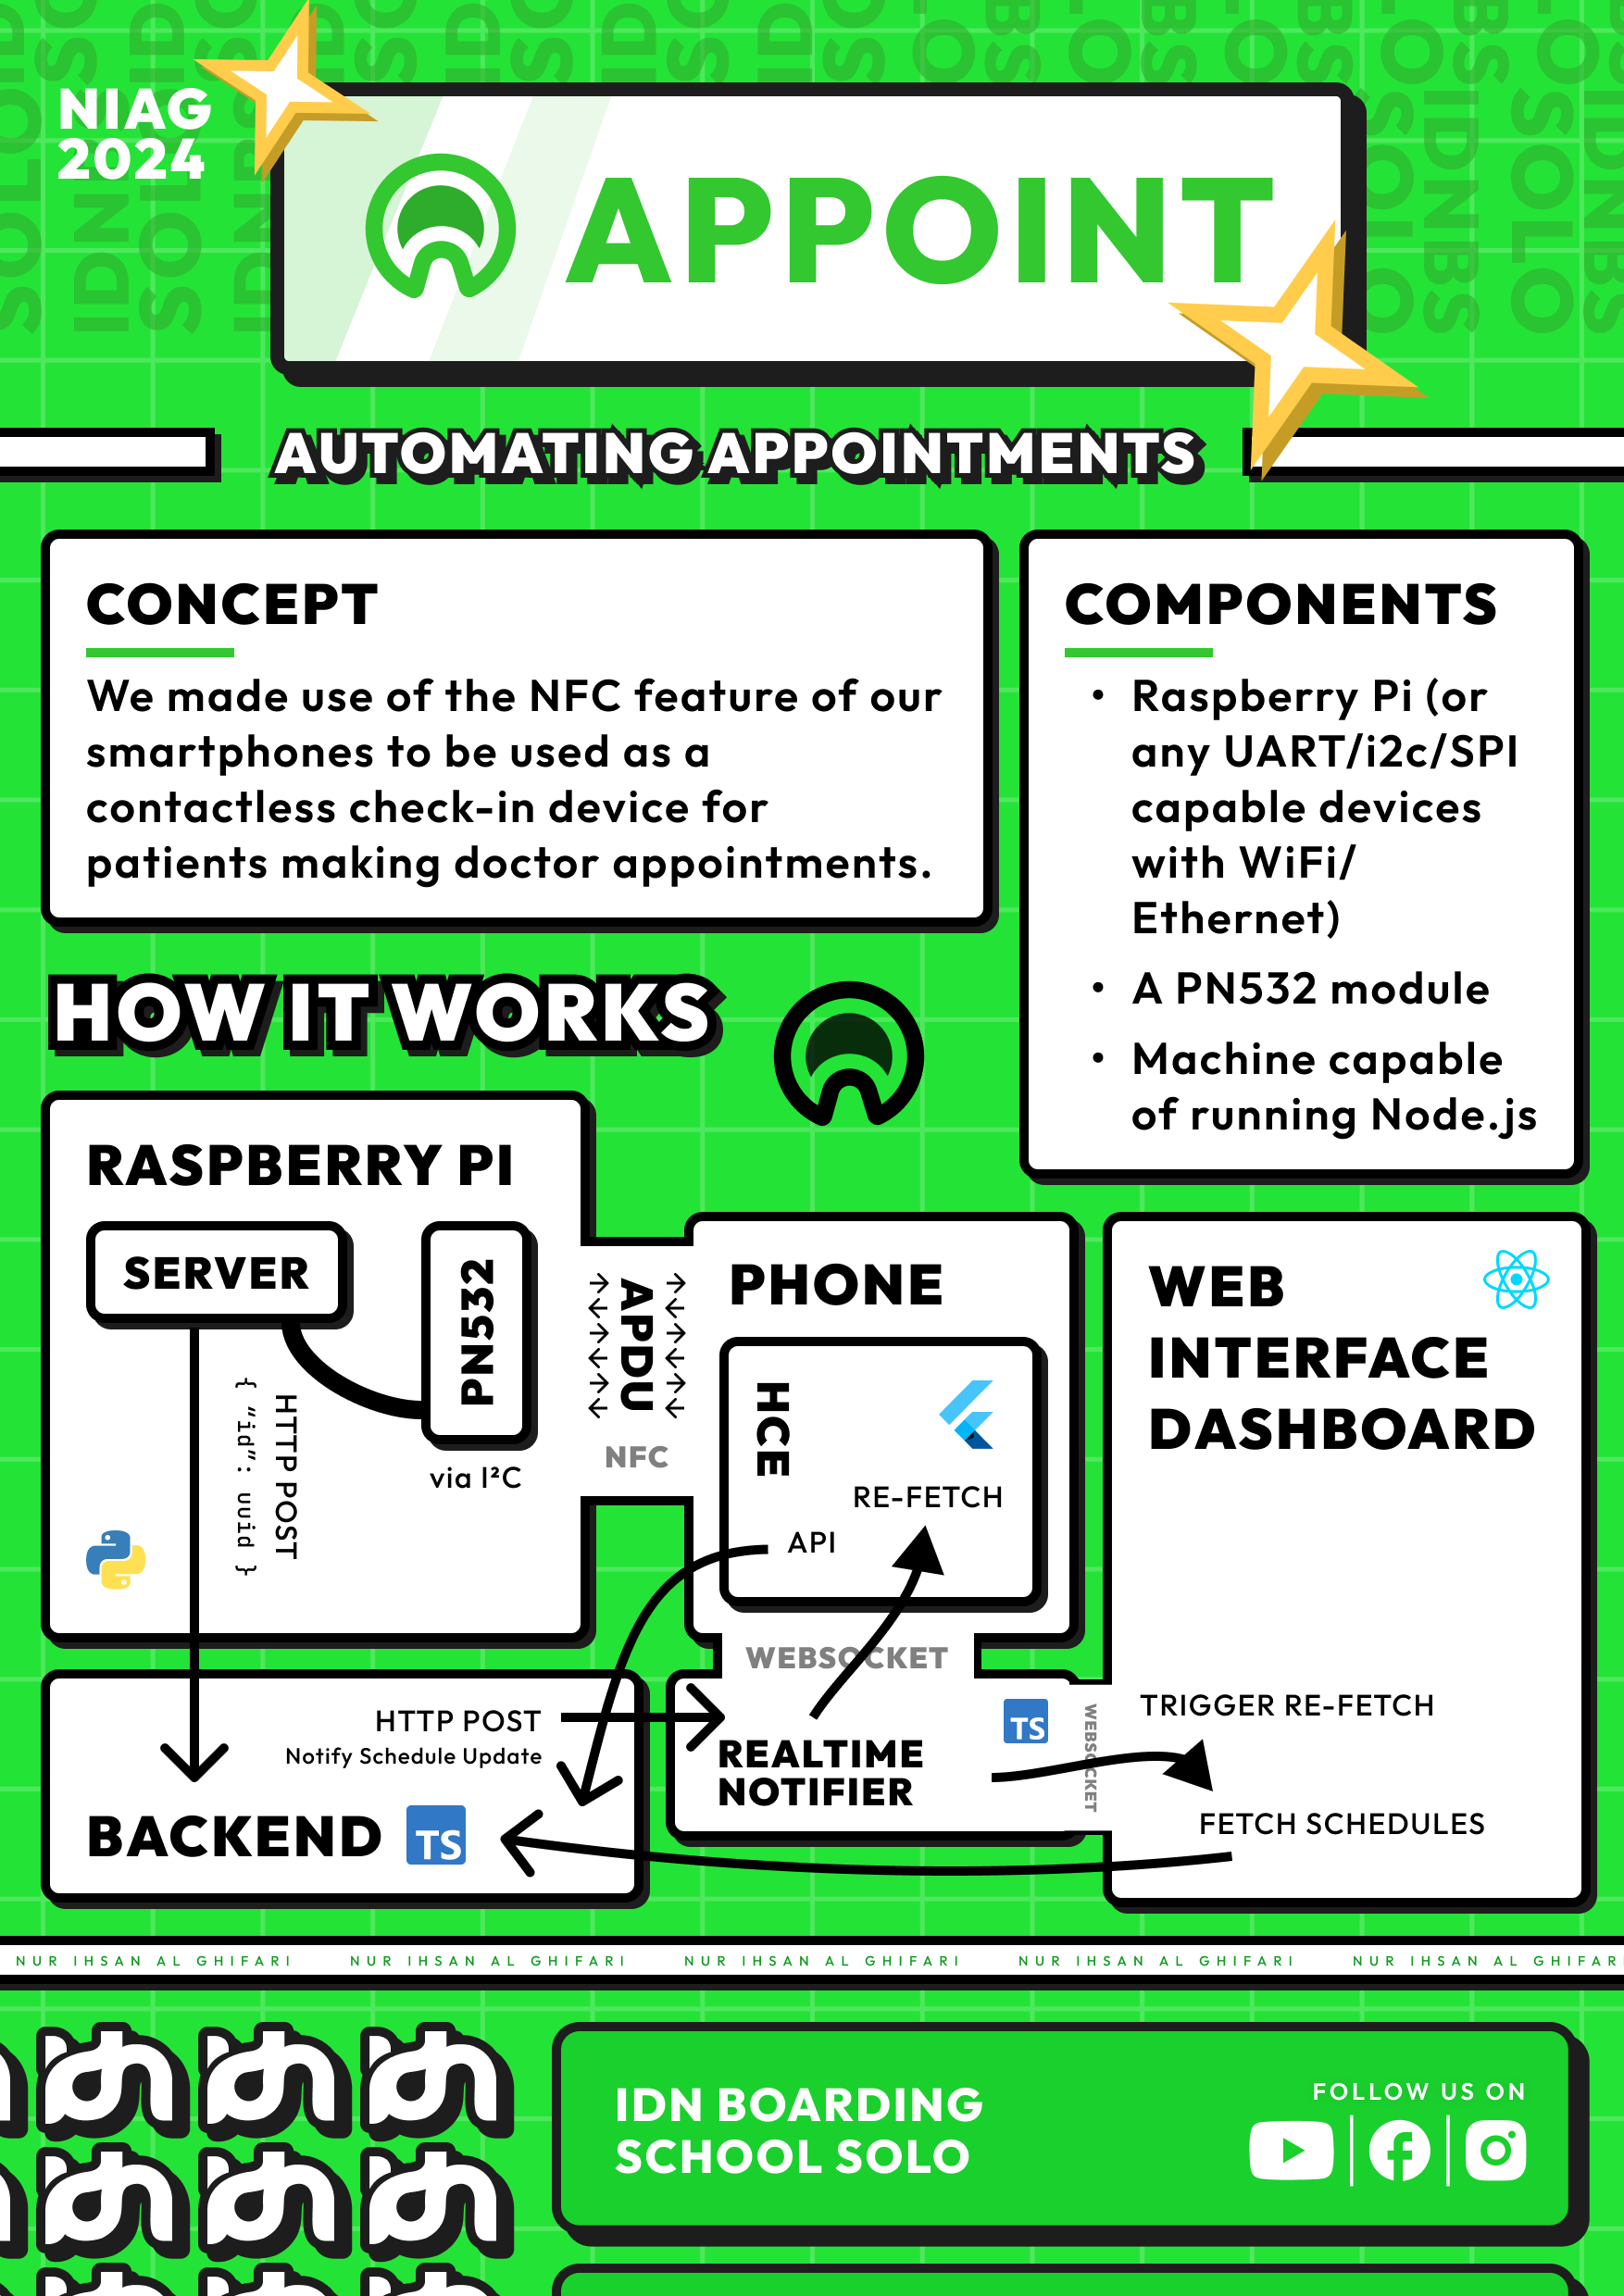 NIAG
2024
APPOINT
AUTOMATING APPOINTMENTS
CONCEPT
We made use of the NFC feature of our
smartphones to be used as a
contactless check-in device for
patients making doctor appointments.
COMPONENTS
• Raspberry Pi (or
any UART/i2c/SPI
capable devices
with WiFi/
Ethernet)
• A PN532 module
• Machine capable
of running Node.js
HOW IT WORKS
RASPBERRY PI
SERVER
PN532
via I²C
HTTP POST
{ "id": uuid }
APDU
NFC
PHONE
HCE
RE-FETCH
API
WEBSOCKET
WEB
INTERFACE
DASHBOARD
TRIGGER RE-FETCH
FETCH SCHEDULES
WEBSOCKET
HTTP POST
Notify Schedule Update
BACKEND
TS
REALTIME
NOTIFIER
TS
NUR IHSAN AL GHIFARI NUR IHSAN AL GHIFARI NUR IHSAN AL GHIFARI NUR IHSAN AL GHIFARI NUR IHSAN AL GHIFAR
IDN BOARDING
SCHOOL SOLO
FOLLOW US ON